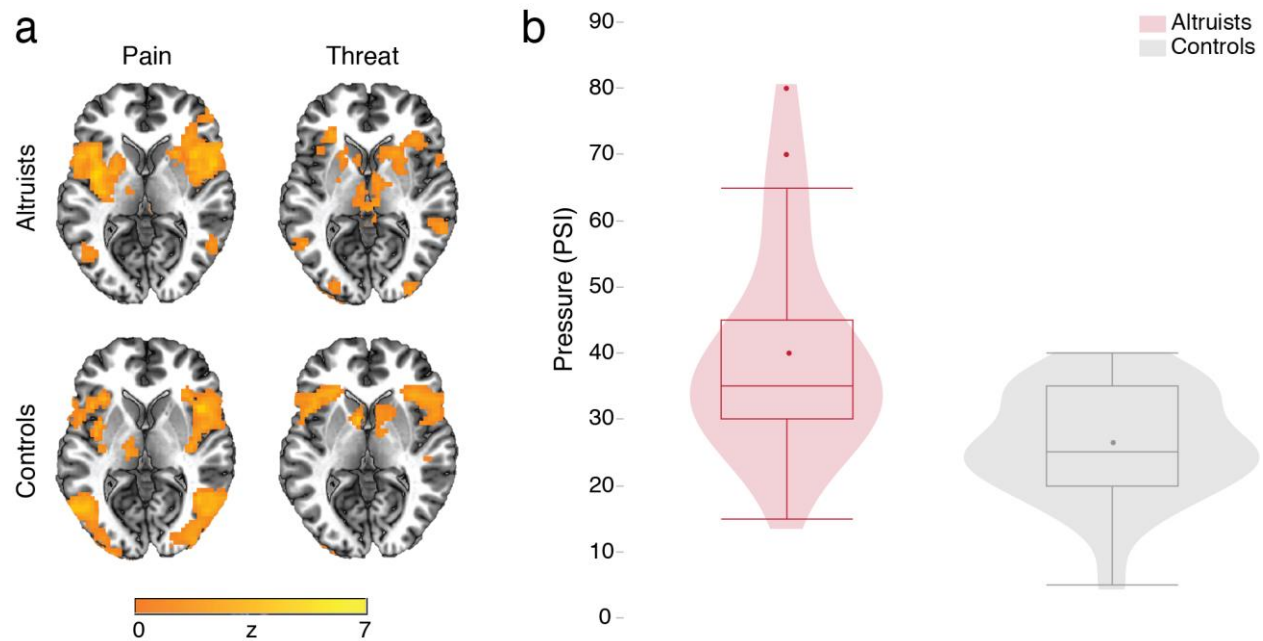 a
Pain
Threat
Altruists
Controls
0
z
7
b
Altruists
Controls
Pressure (PSI)
90
80
70
60
50
40
30
20
10
0